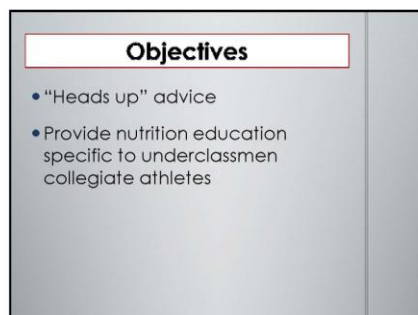 Objectives
• “Heads up” advice
• Provide nutrition education
specific to underclassmen
collegiate athletes